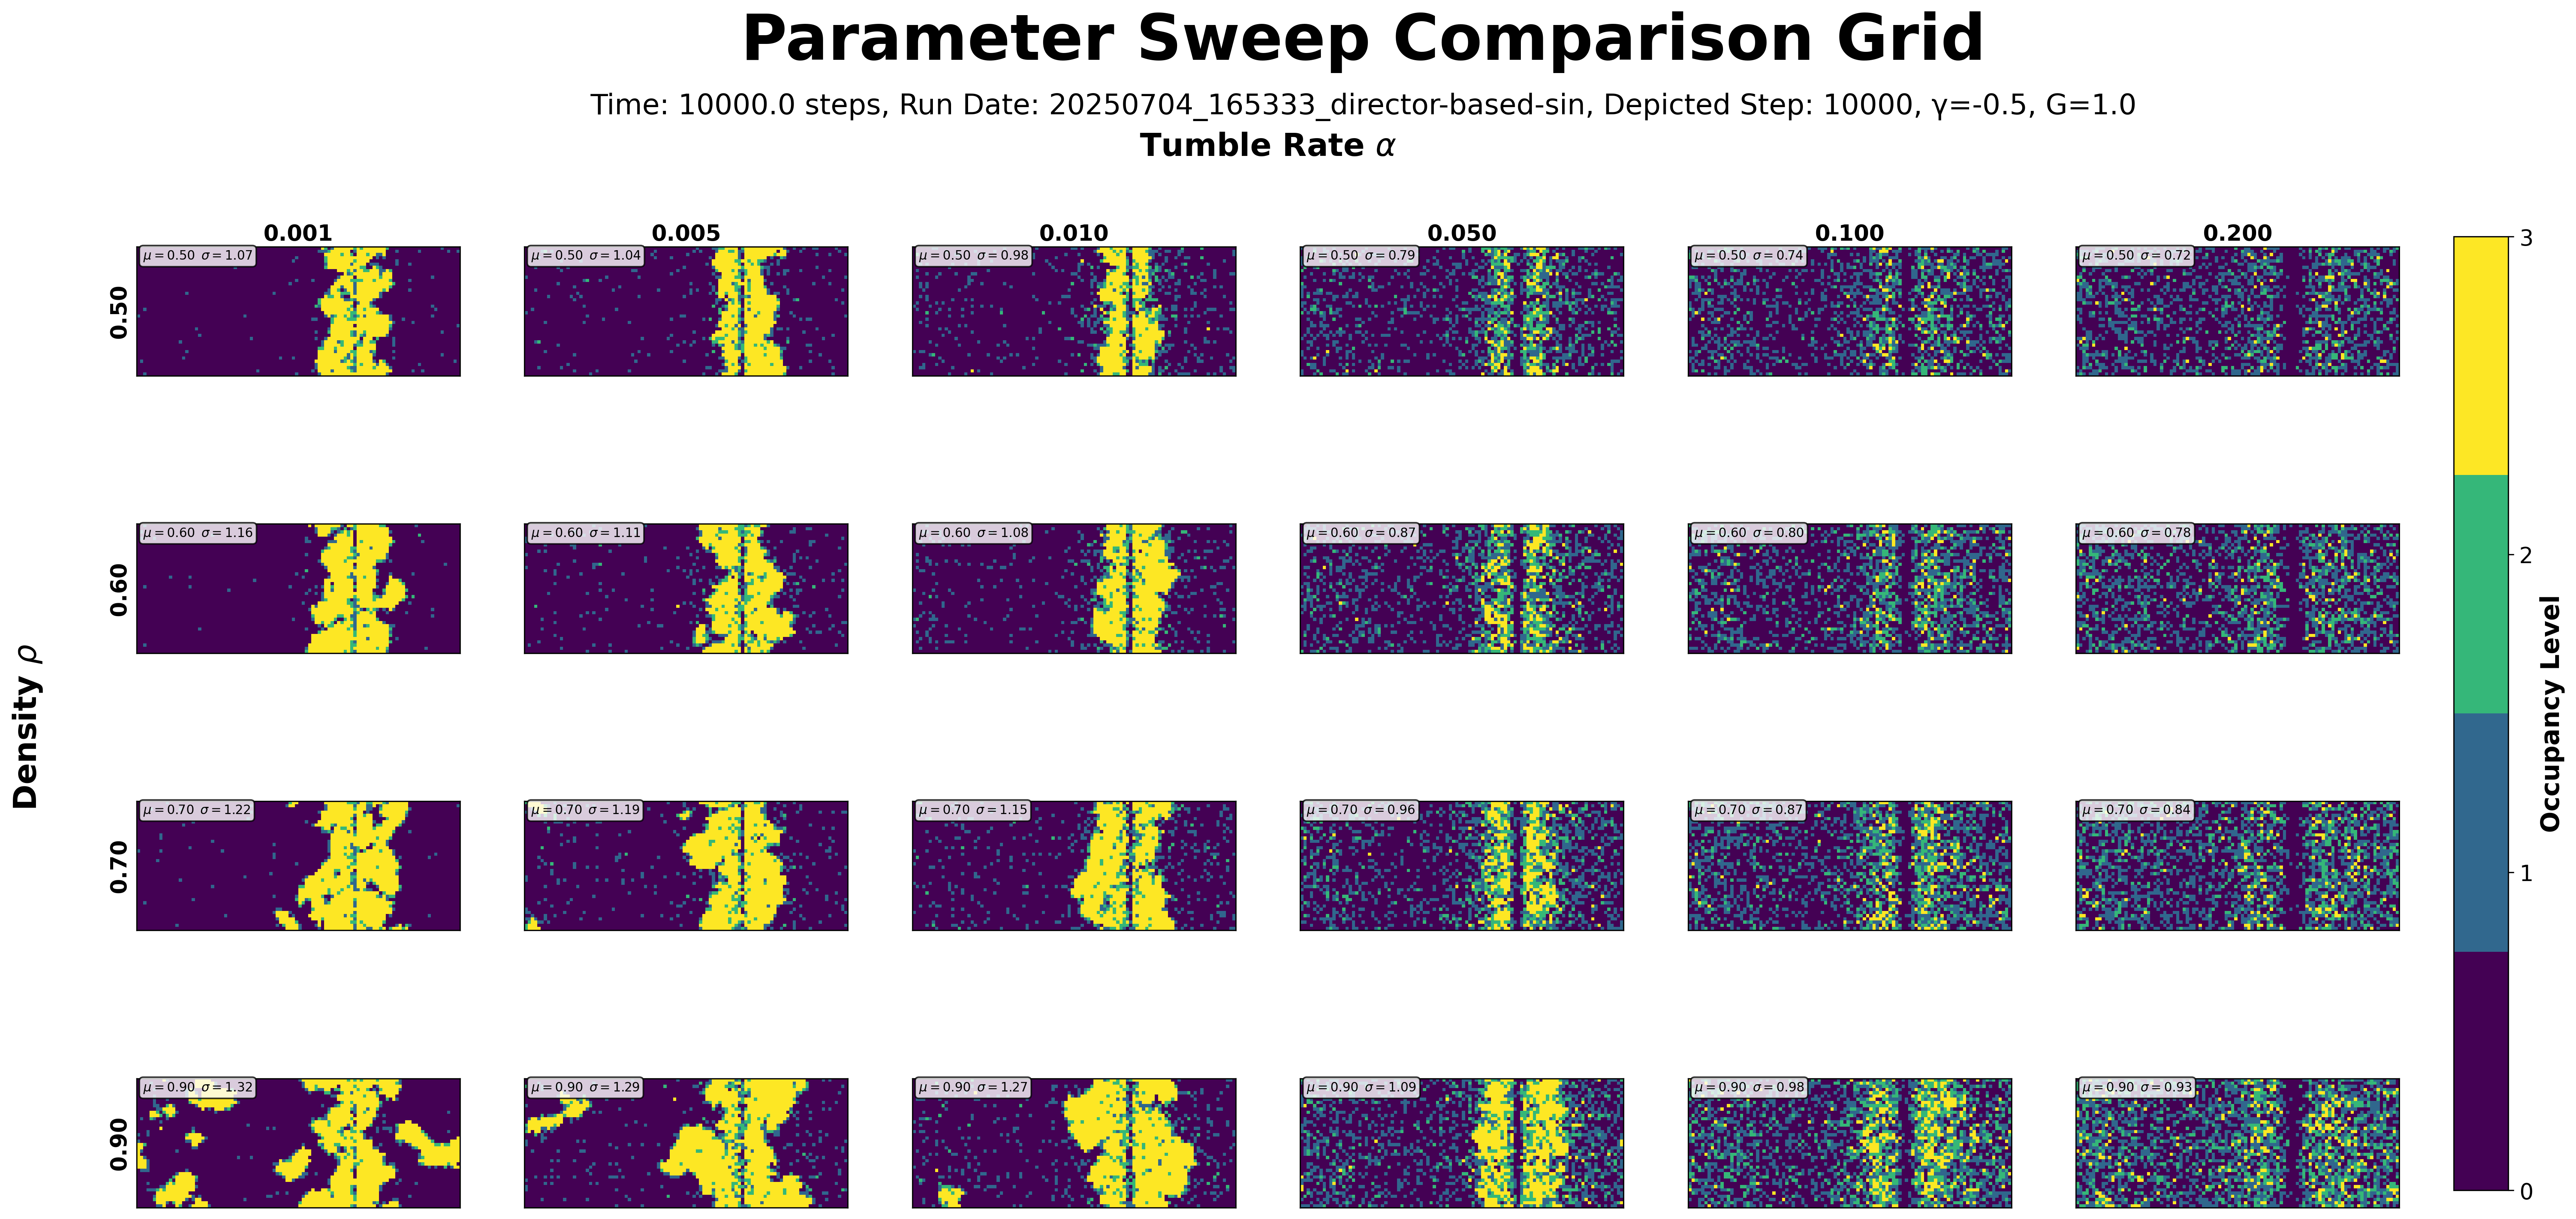 Parameter Sweep Comparison Grid
Time: 10000.0 steps, Run Date: 20250704_165333_director-based-sin, Depicted Step: 10000, γ=-0.5, G=1.0
Tumble Rate α
0.001 0.005 0.010 0.050 0.100 0.200
Density ρ
0.50
μ = 0.50 σ = 1.07
μ = 0.50 σ = 1.04
μ = 0.50 σ = 0.98
μ = 0.50 σ = 0.79
μ = 0.50 σ = 0.74
μ = 0.50 σ = 0.72
0.60
μ = 0.60 σ = 1.16
μ = 0.60 σ = 1.11
μ = 0.60 σ = 1.08
μ = 0.60 σ = 0.87
μ = 0.60 σ = 0.80
μ = 0.60 σ = 0.78
0.70
μ = 0.70 σ = 1.22
μ = 0.70 σ = 1.19
μ = 0.70 σ = 1.15
μ = 0.70 σ = 0.96
μ = 0.70 σ = 0.87
μ = 0.70 σ = 0.84
0.90
μ = 0.90 σ = 1.32
μ = 0.90 σ = 1.29
μ = 0.90 σ = 1.27
μ = 0.90 σ = 1.09
μ = 0.90 σ = 0.98
μ = 0.90 σ = 0.93
3
2
1
0
Occupancy Level